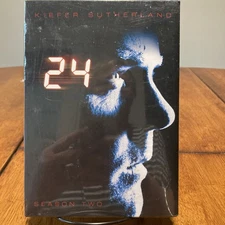 KIEFER SUTHERLAND
24
SEASON TWO